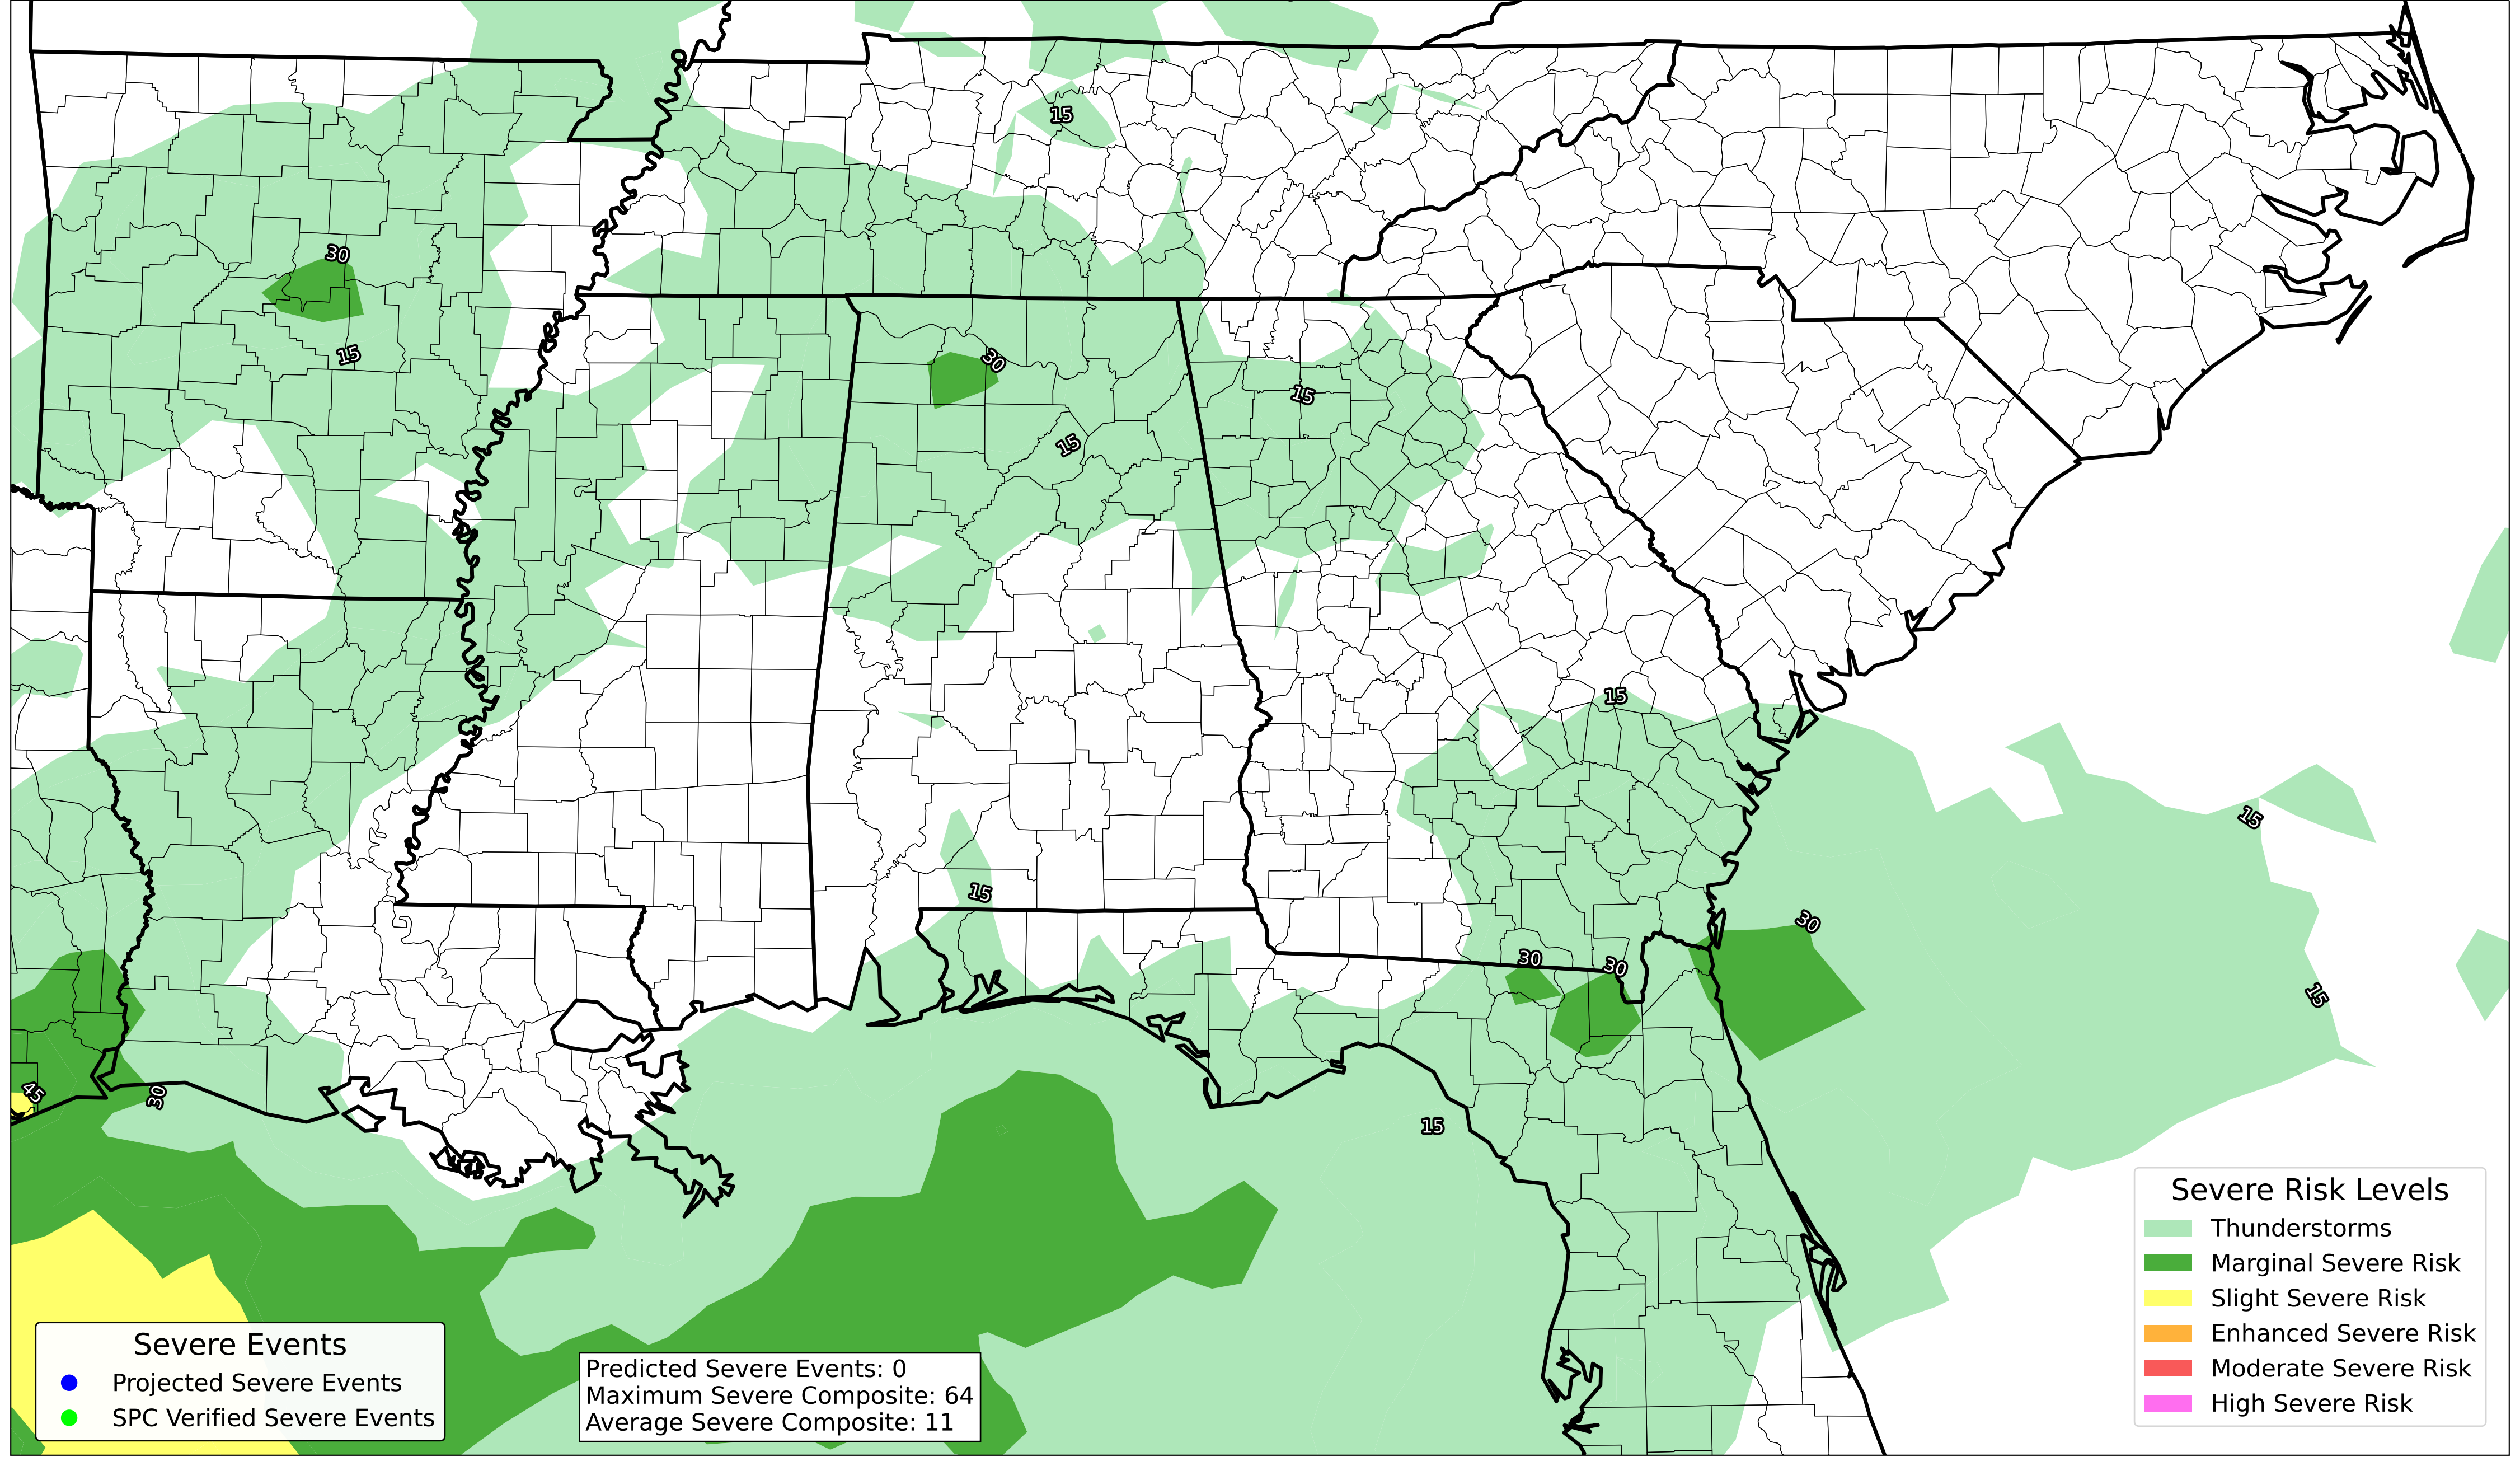 15
30
15
30
15
15
15
15
15
30
30
30
15
45
30
15
Severe Risk Levels
Thunderstorms
Marginal Severe Risk
Slight Severe Risk
Enhanced Severe Risk
Moderate Severe Risk
High Severe Risk
Severe Events
Projected Severe Events
SPC Verified Severe Events
Predicted Severe Events: 0
Maximum Severe Composite: 64
Average Severe Composite: 11